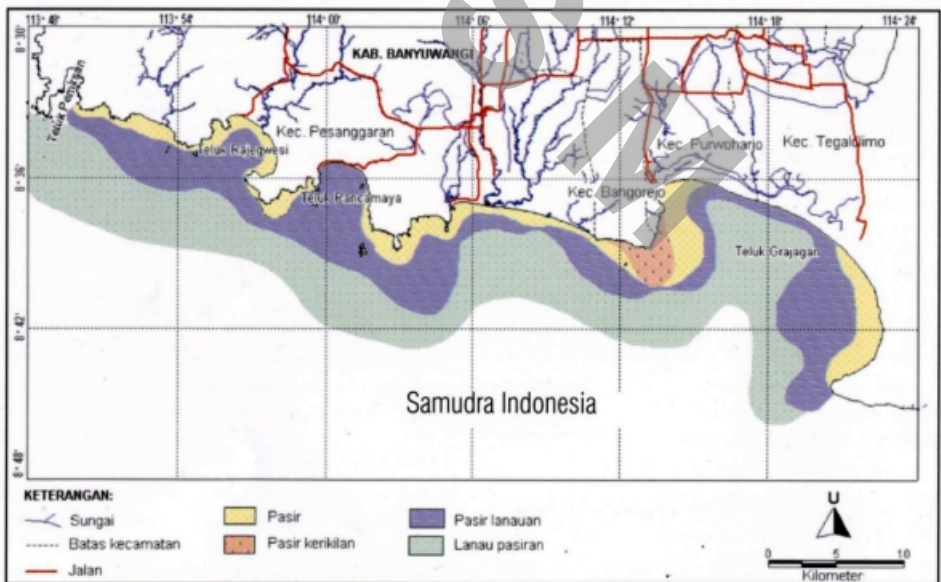 113° 48' 113° 54' 114° 00' 114° 06' 114° 12' 114° 18' 114° 24'
8° 30'
KAB. BANYUWANGI
Kec. Pesanggaran
Kec. Purwoharjo
Kec. Tegaldlimo
Teluk Rajegwesi
8° 36'
Teluk Pancamaya
Kec. Bangorejo
Teluk Grajagan
8° 42'
Samudra Indonesia
8° 48'
KETERANGAN:
Sungai
Batas kecamatan
Jalan
Pasir
Pasir kerikilan
Pasir lanauan
Lanau pasiran
U
0 5 10
Kilometer